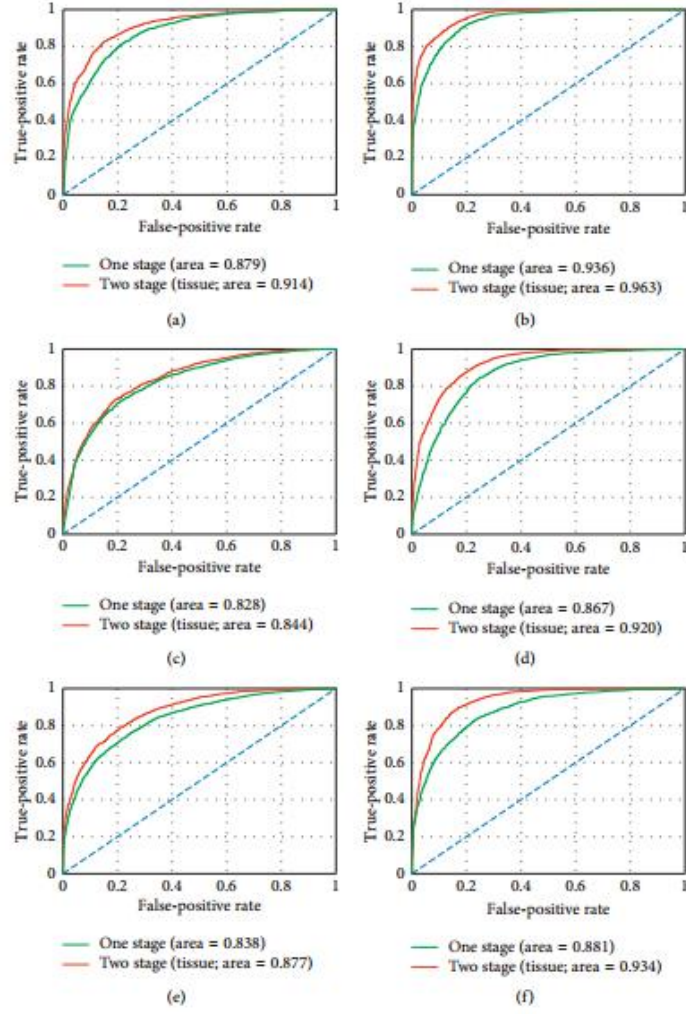 1
0.8
0.6
0.4
0.2
0
True-positive rate
0 0.2 0.4 0.6 0.8 1
False-positive rate
One stage (area = 0.879)
Two stage (tissue; area = 0.914)
(a)
1
0.8
0.6
0.4
0.2
0
True-positive rate
0 0.2 0.4 0.6 0.8 1
False-positive rate
One stage (area = 0.936)
Two stage (tissue; area = 0.963)
(b)
1
0.8
0.6
0.4
0.2
0
True-positive rate
0 0.2 0.4 0.6 0.8 1
False-positive rate
One stage (area = 0.828)
Two stage (tissue; area = 0.844)
(c)
1
0.8
0.6
0.4
0.2
0
True-positive rate
0 0.2 0.4 0.6 0.8 1
False-positive rate
One stage (area = 0.867)
Two stage (tissue; area = 0.920)
(d)
1
0.8
0.6
0.4
0.2
0
True-positive rate
0 0.2 0.4 0.6 0.8 1
False-positive rate
One stage (area = 0.838)
Two stage (tissue; area = 0.877)
(e)
1
0.8
0.6
0.4
0.2
0
True-positive rate
0 0.2 0.4 0.6 0.8 1
False-positive rate
One stage (area = 0.881)
Two stage (tissue; area = 0.934)
(f)